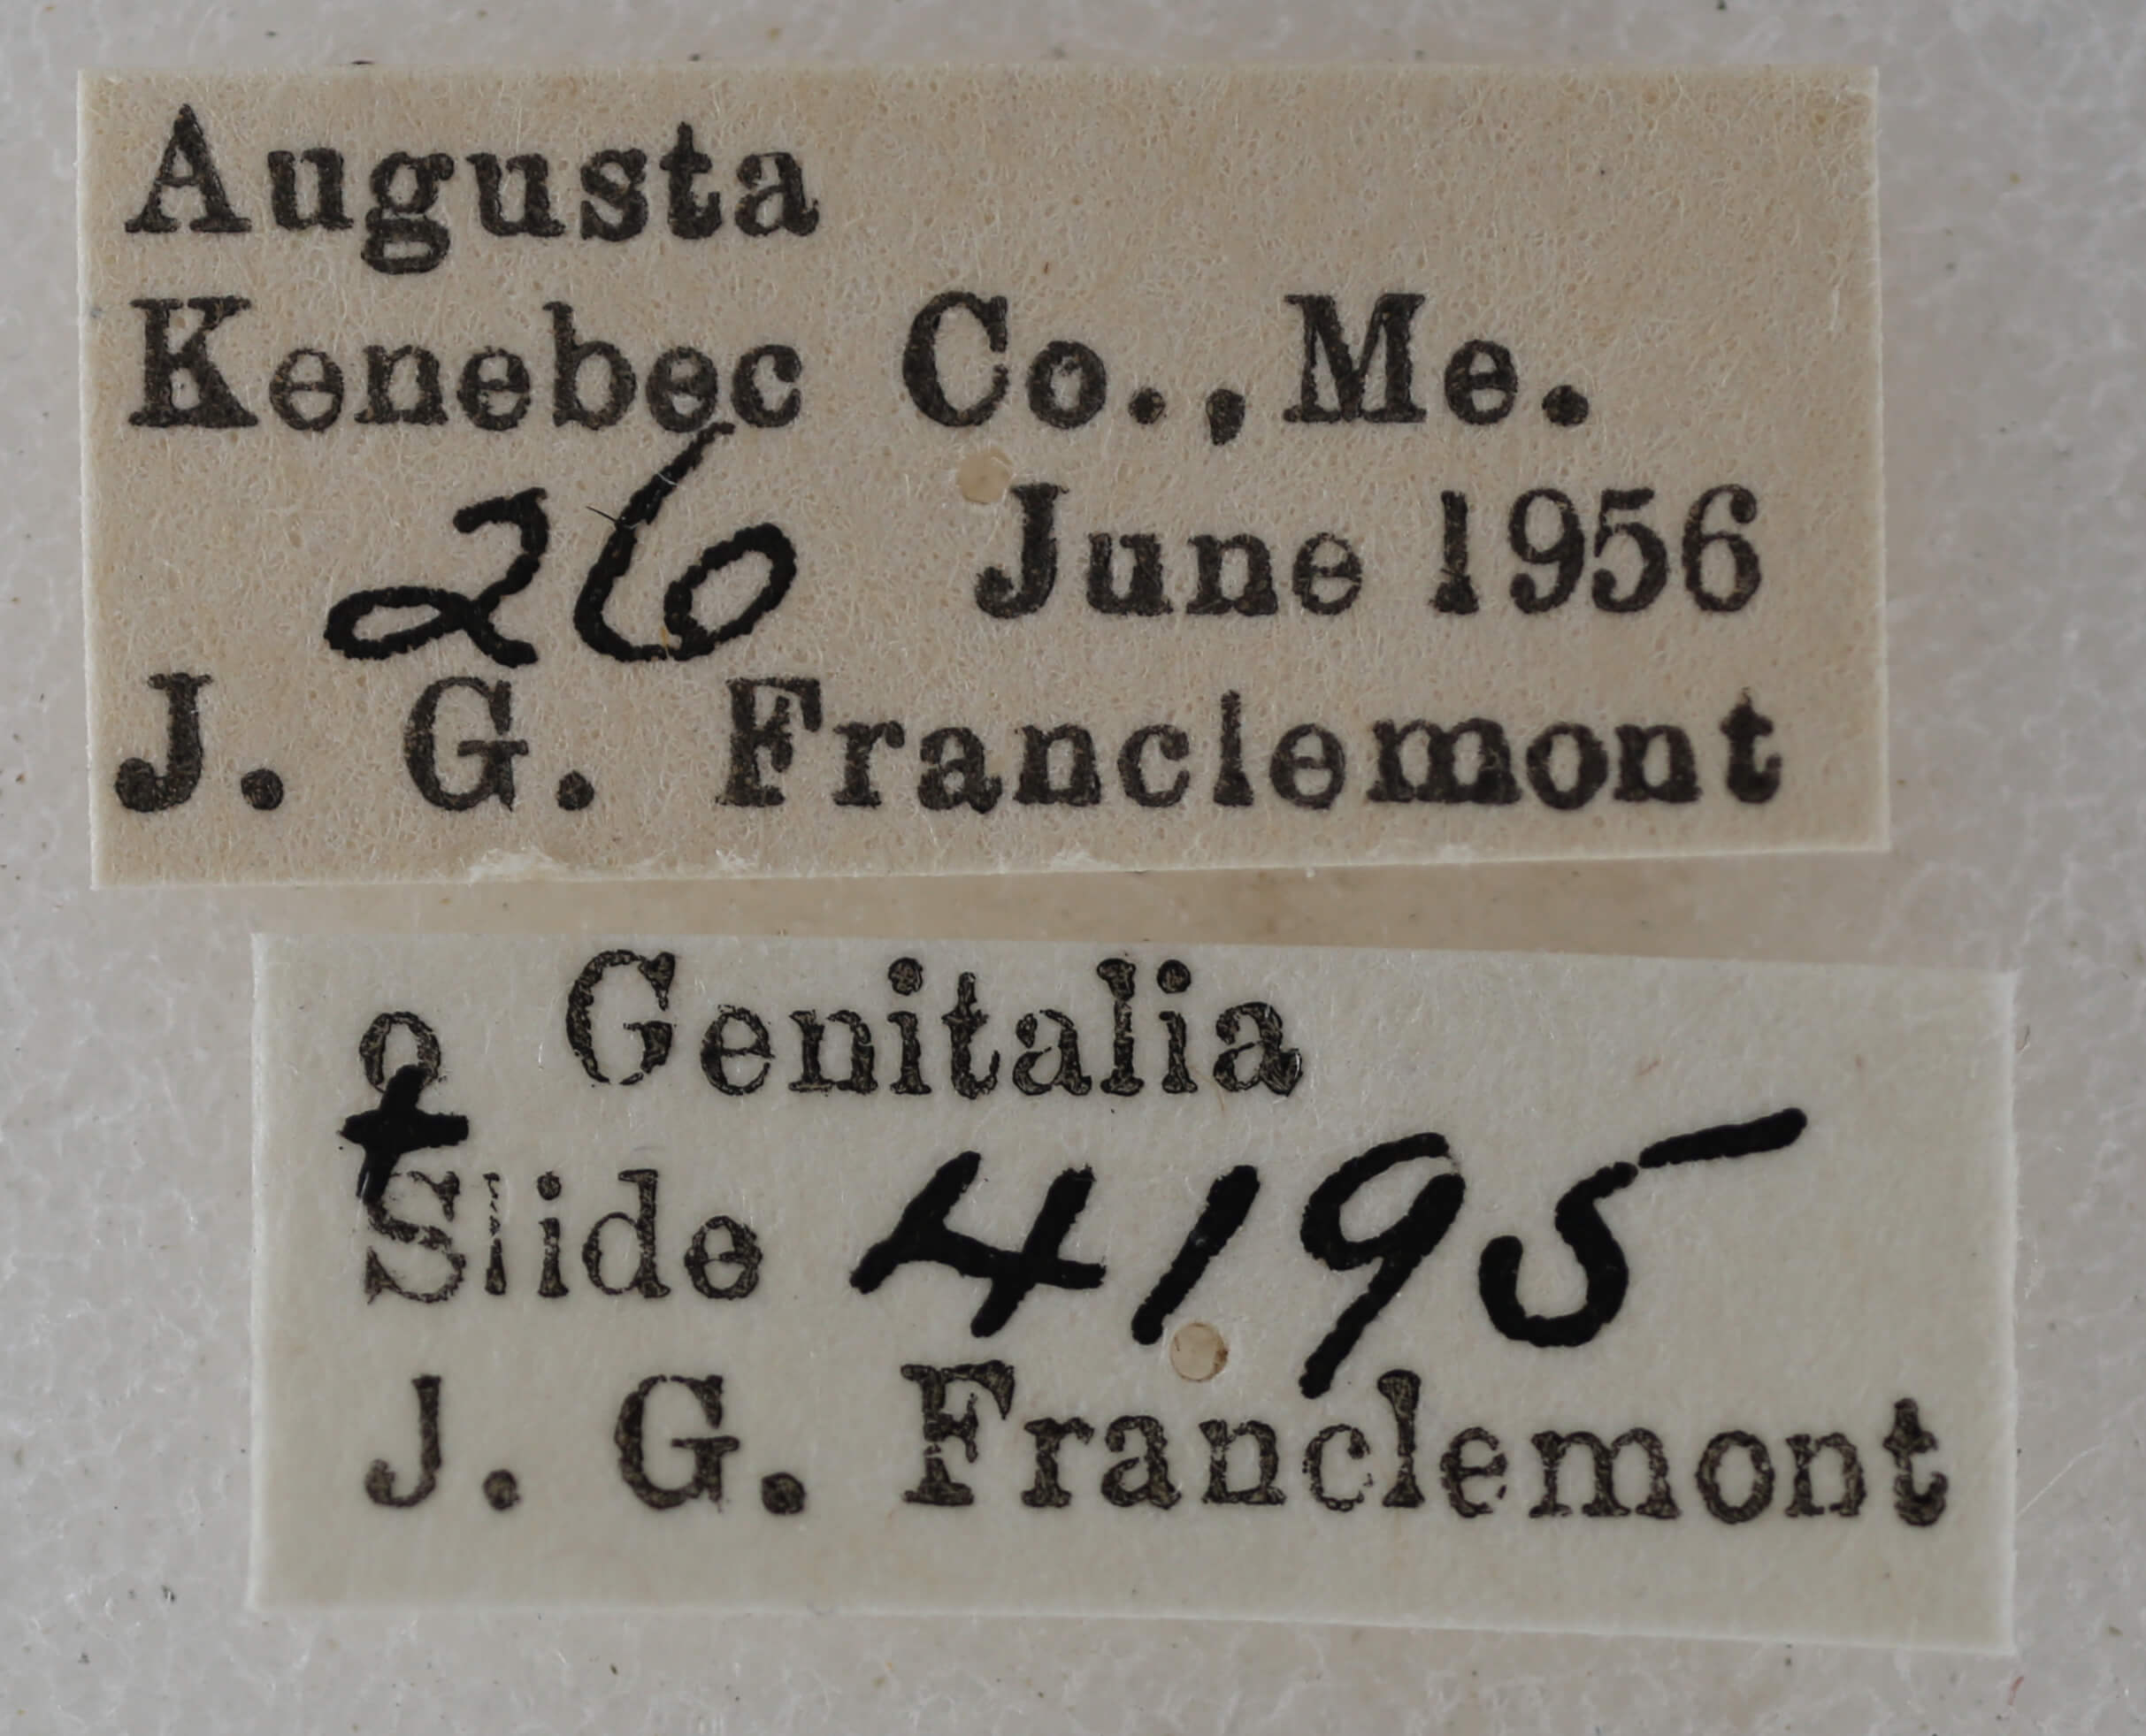 Augusta
Kenebec Co., Me.
26 June 1956
J. G. Franclemont
♀ Genitalia
Slide 4195
J. G. Franclemont